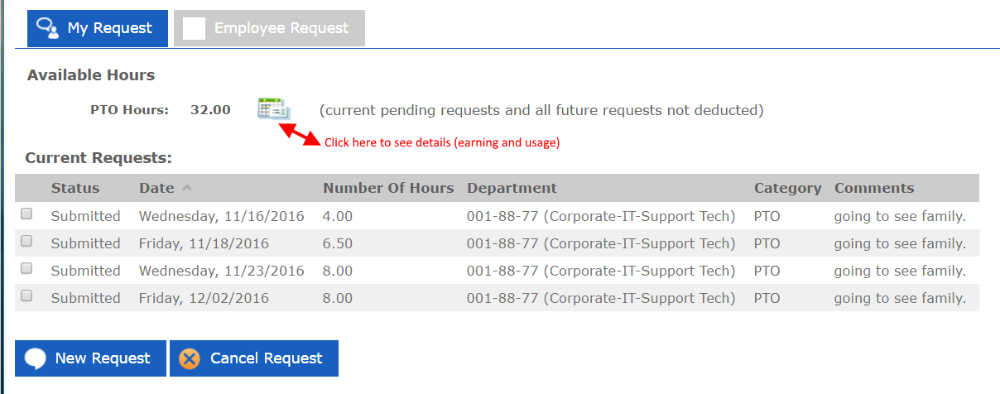 My Request Employee Request
Available Hours
PTO Hours: 32.00 (current pending requests and all future requests not deducted)
Click here to see details (earning and usage)
Current Requests:
Status Date Number Of Hours Department Category Comments
Submitted Wednesday, 11/16/2016 4.00 001-88-77 (Corporate-IT-Support Tech) PTO going to see family.
Submitted Friday, 11/18/2016 6.50 001-88-77 (Corporate-IT-Support Tech) PTO going to see family.
Submitted Wednesday, 11/23/2016 8.00 001-88-77 (Corporate-IT-Support Tech) PTO going to see family.
Submitted Friday, 12/02/2016 8.00 001-88-77 (Corporate-IT-Support Tech) PTO going to see family.
New Request Cancel Request